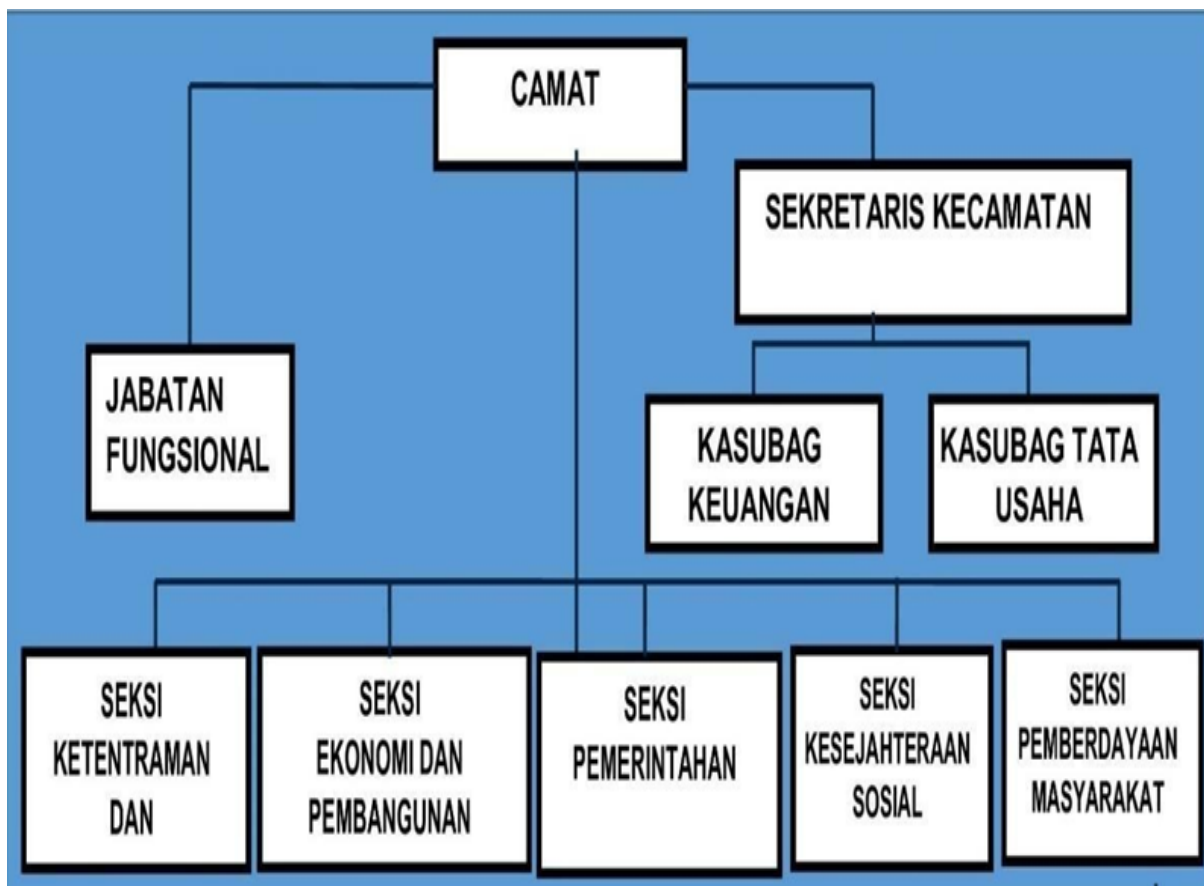 CAMAT
SEKRETARIS KECAMATAN
JABATAN
FUNGSIONAL
KASUBAG
KEUANGAN
KASUBAG TATA
USAHA
SEKSI
KETENTRAMAN
DAN
SEKSI
EKONOMI DAN
PEMBANGUNAN
SEKSI
PEMERINTAHAN
SEKSI
KESEJAHTERAAN
SOSIAL
SEKSI
PEMBERDAYAAN
MASYARAKAT